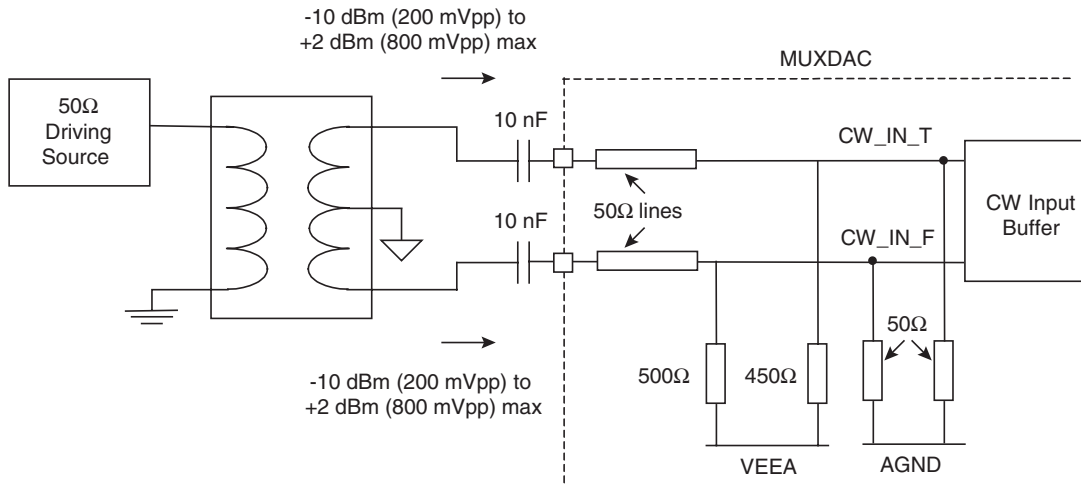 -10 dBm (200 mVpp) to
+2 dBm (800 mVpp) max
MUXDAC
50Ω
Driving
Source
10 nF
CW_IN_T
50Ω lines
CW Input
Buffer
10 nF
CW_IN_F
50Ω
-10 dBm (200 mVpp) to
+2 dBm (800 mVpp) max
500Ω
450Ω
VEEA
AGND